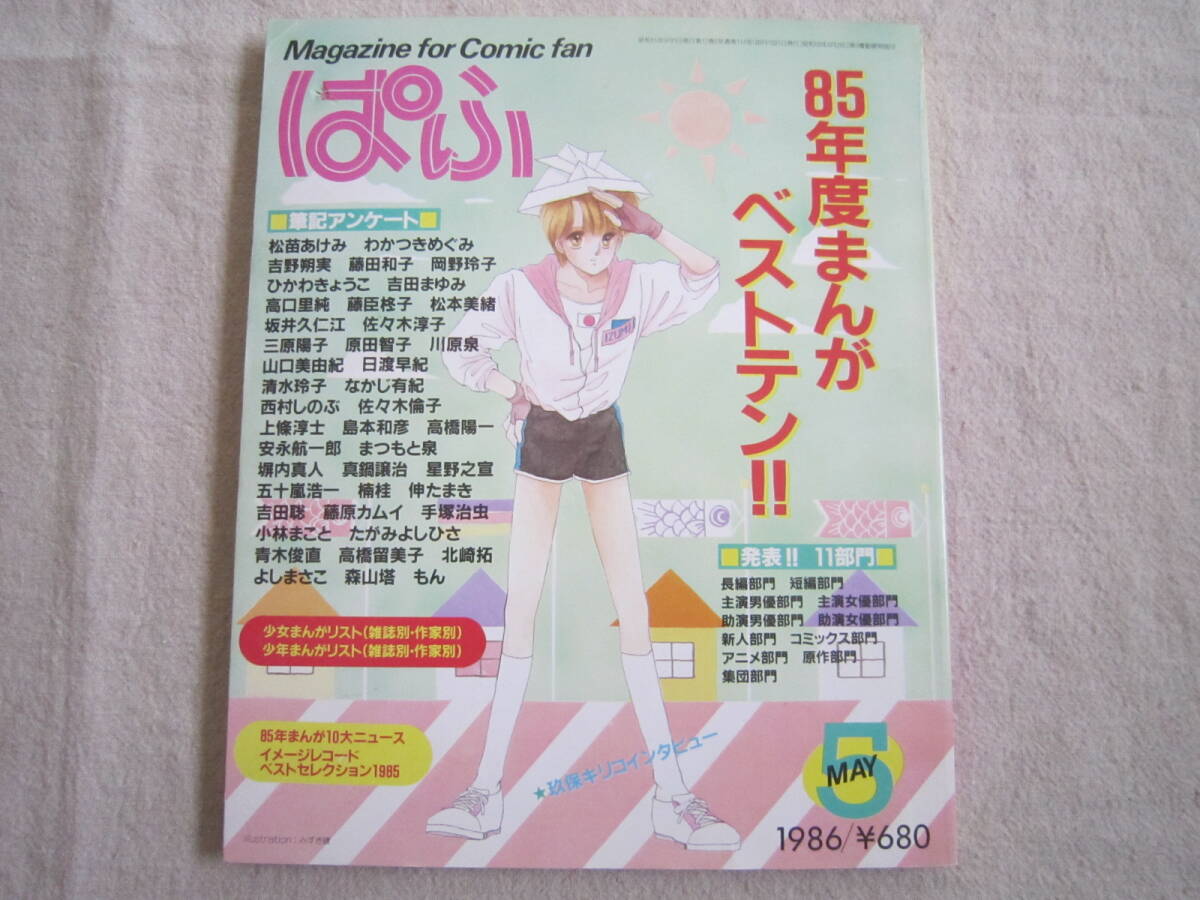 Magazine for Comic fan
ぱふ
85年度まんが
ベストテン!!
■筆記アンケート■
松苗あけみ わかつきめぐみ
吉野朔実 藤田和子 岡野玲子
ひかわきょうこ 吉田まゆみ
高口里純 藤臣柊子 松本美緒
坂井久仁江 佐々木淳子
三原陽子 原田智子 川原泉
山口美由紀 日渡早紀
清水玲子 なかじ有紀
西村しのぶ 佐々木倫子
上條淳士 島本和彦 高橋陽一
安永航一郎 まつもと泉
塀内真人 真鍋譲治 星野之宣
五十嵐浩一 楠桂 伸たまき
吉田聡 藤原カムイ 手塚治虫
小林まこと たがみよしひさ
青木俊直 高橋留美子 北崎拓
よしまさこ 森山塔 もん
少女まんがリスト(雑誌別・作家別)
少年まんがリスト(雑誌別・作家別)
85年まんが10大ニュース
イメージレコード
ベストセレクション1985
IZUMI
■発表!! 11部門■
長編部門 短編部門
主演男優部門 主演女優部門
助演男優部門 助演女優部門
新人部門 コミックス部門
アニメ部門 原作部門
集団部門
★玖保キリコインタビュー
5
MAY
1986/¥680
illustration:みずき健